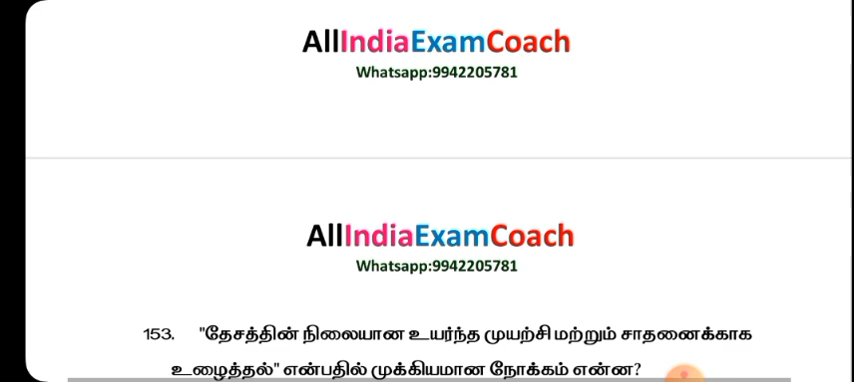 AllIndiaExamCoach
Whatsapp:9942205781
AllIndiaExamCoach
Whatsapp:9942205781
153. "தேசத்தின் நிலையான உயர்ந்த முயற்சி மற்றும் சாதனைக்காக
உழைத்தல்" என்பதில் முக்கியமான நோக்கம் என்ன?